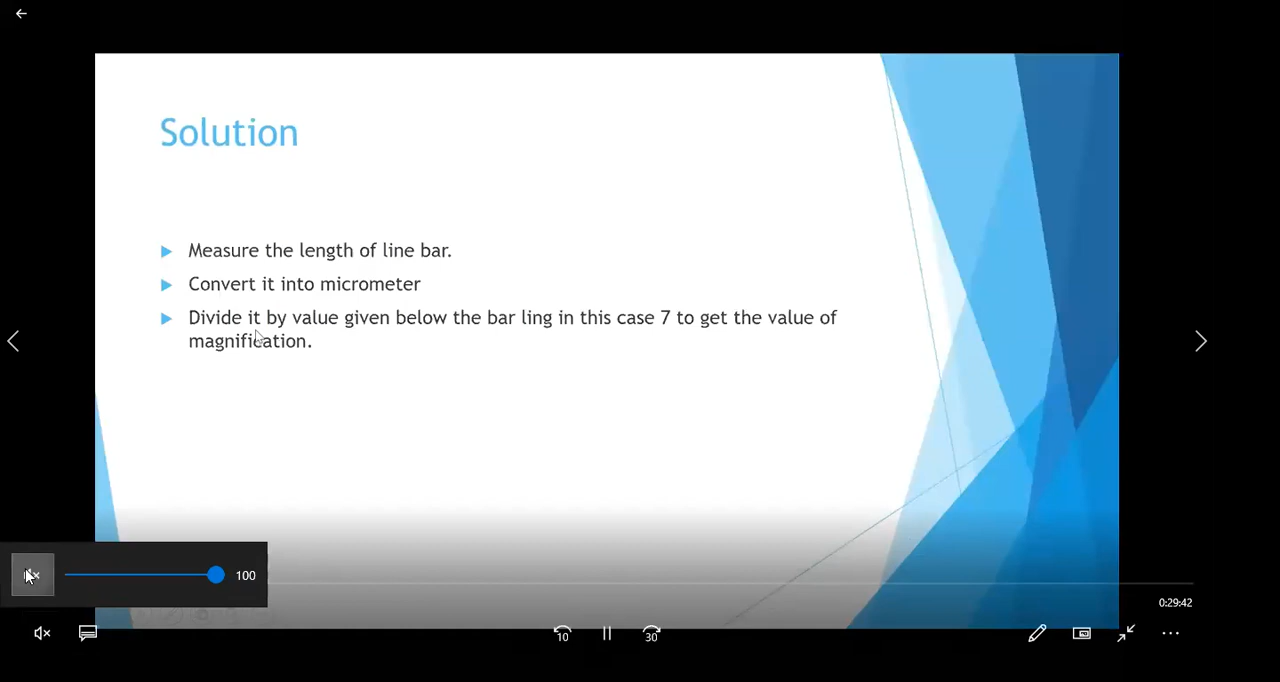 Solution
Measure the length of line bar.
Convert it into micrometer
Divide it by value given below the bar ling in this case 7 to get the value of
magnification.
100
0:29:42
10
30